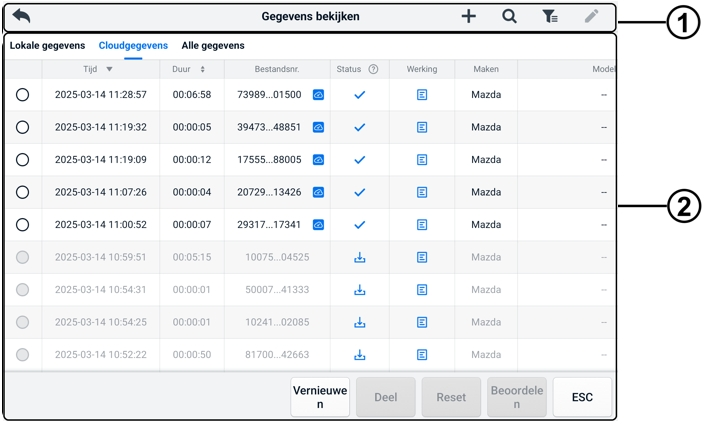 Gegevens bekijken
1
Lokale gegevens Cloudgegevens Alle gegevens
Tijd Duur Bestandsnr. Status ? Werking Maken Model
2025-03-14 11:28:57 00:06:58 73989...01500 Mazda --
2025-03-14 11:19:32 00:00:05 39473...48851 Mazda --
2025-03-14 11:19:09 00:00:12 17555...88005 Mazda --
2025-03-14 11:07:26 00:00:04 20729...13426 Mazda --
2
2025-03-14 11:00:52 00:00:07 29317...17341 Mazda --
2025-03-14 10:59:51 00:05:15 10075...04525 Mazda --
2025-03-14 10:54:31 00:00:01 50007...41333 Mazda --
2025-03-14 10:54:25 00:00:01 10241...02085 Mazda --
2025-03-14 10:52:22 00:00:50 81700...42663 Mazda --
Vernieuwe
n
Deel
Reset
Beoordele
n
ESC